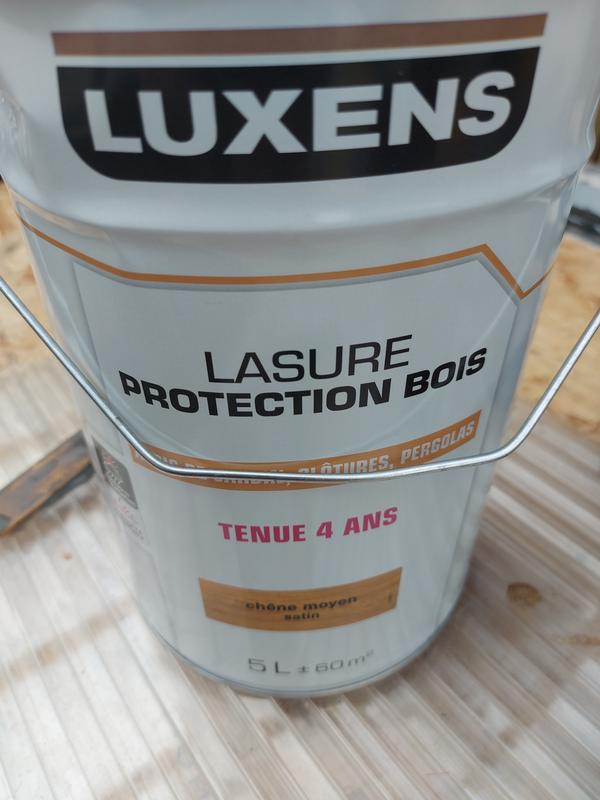 LUXENS
LASURE
PROTECTION BOIS
CLÔTURES, PERGOLAS
TENUE 4 ANS
chêne moyen
satin
5 L ± 60 m²